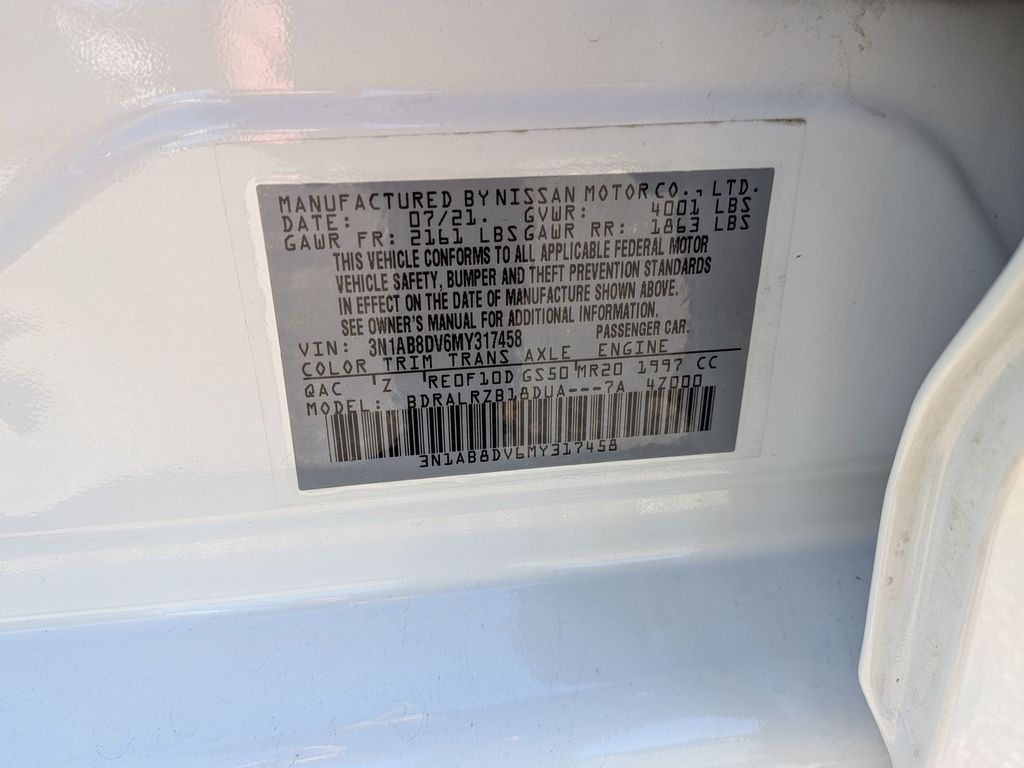 MANUFACTURED BY NISSAN MOTOR CO., LTD.
DATE: 07/21. GVWR: 4001 LBS
GAWR FR: 2161 LBS GAWR RR: 1863 LBS
THIS VEHICLE CONFORMS TO ALL APPLICABLE FEDERAL MOTOR
VEHICLE SAFETY, BUMPER AND THEFT PREVENTION STANDARDS
IN EFFECT ON THE DATE OF MANUFACTURE SHOWN ABOVE.
SEE OWNER'S MANUAL FOR ADDITIONAL INFORMATION.
VIN: 3N1AB8DV6MY317458 PASSENGER CAR.
COLOR TRIM TRANS AXLE ENGINE
QAC Z RE0F10D GS50 MR20 1997 CC
MODEL: BDRALRZB18DUA---7A 4Z000
3N1AB8DV6MY317458